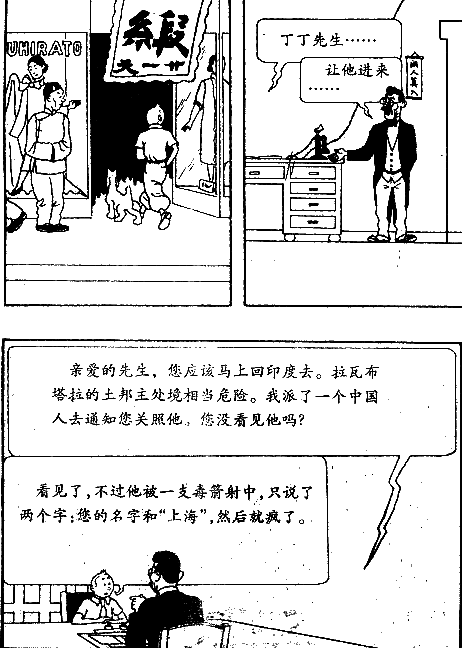 UHIRATO
丁丁先生……
让他进来
……
闲人莫入
亲爱的先生，您应该马上回印度去。拉瓦布
塔拉的土邦主处境相当危险。我派了一个中国
人去通知您关照他。您没看见他吗？
看见了，不过他被一支毒箭射中，只说了
两个字：您的名字和“上海”，然后就疯了。